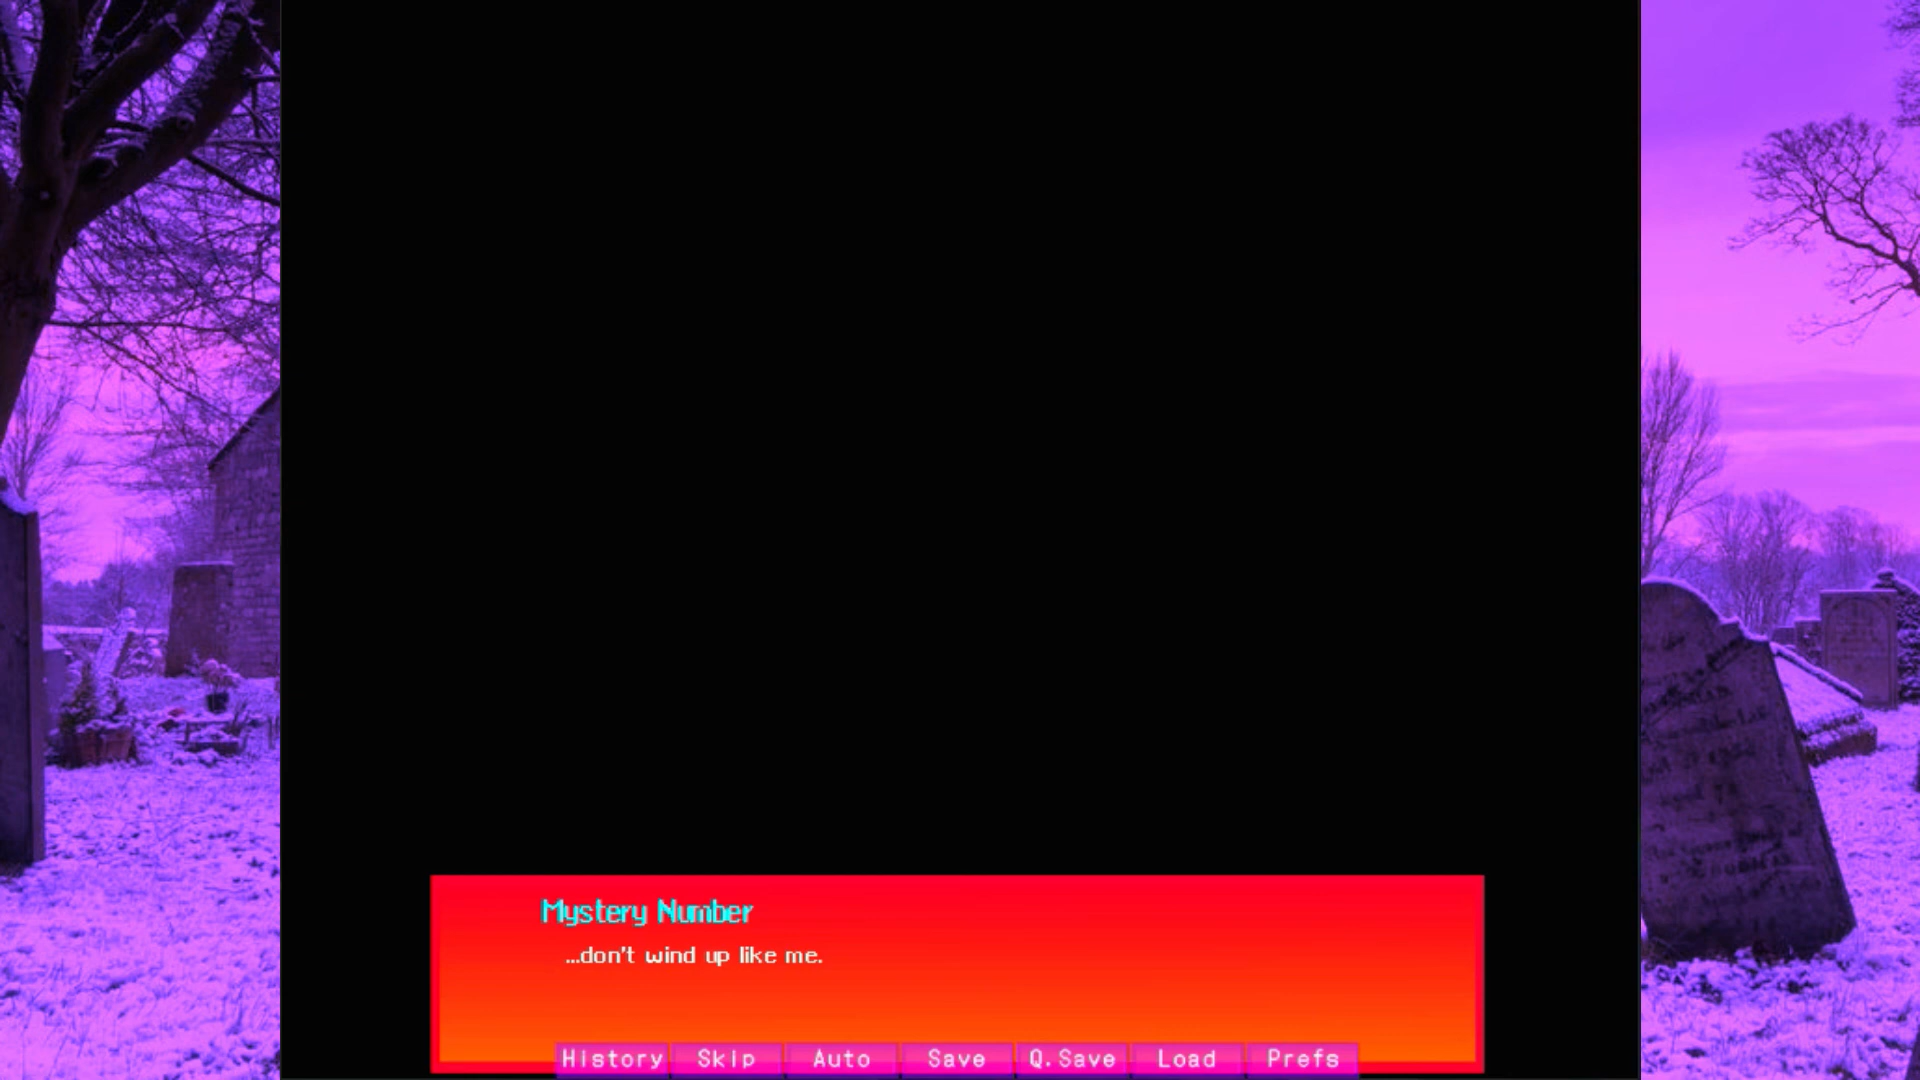 Mystery Number
...don't wind up like me.
History Skip Auto Save Q.Save Load Prefs